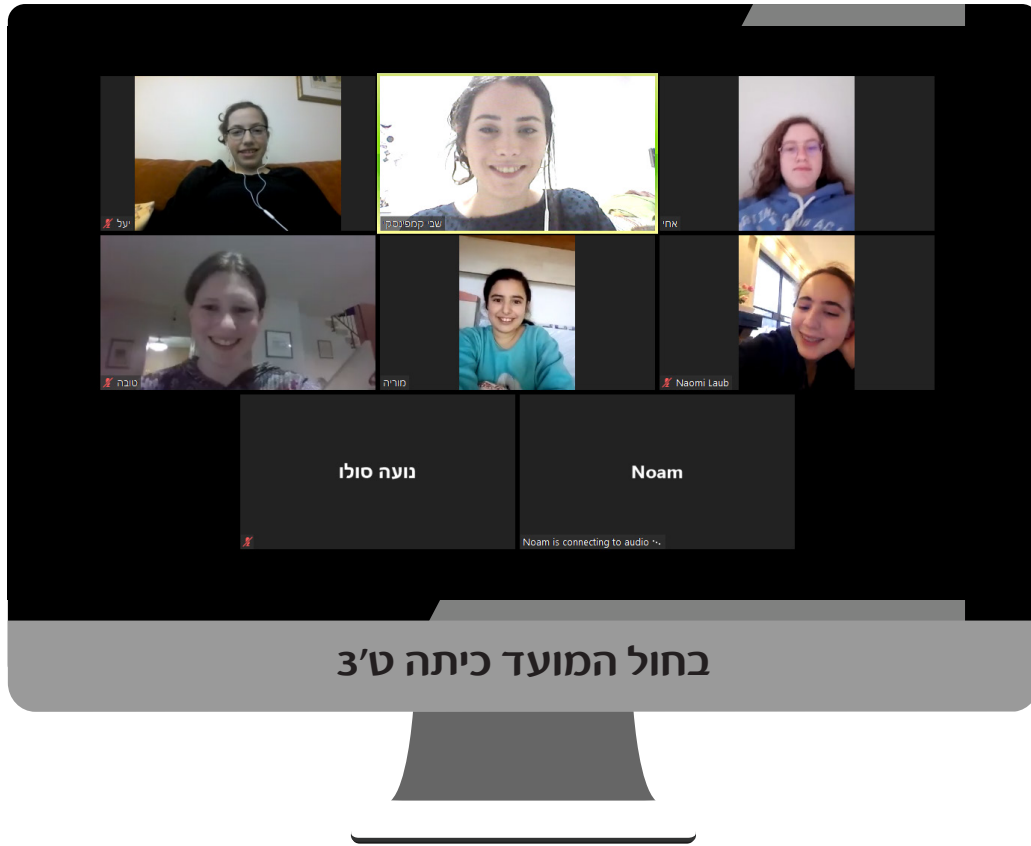 יעל
שבי קמפינסקי
אחי
טובה
מוריה
Naomi Laub
נועה סולו
Noam
Noam is connecting to audio
בחול המועד כיתה ט'3